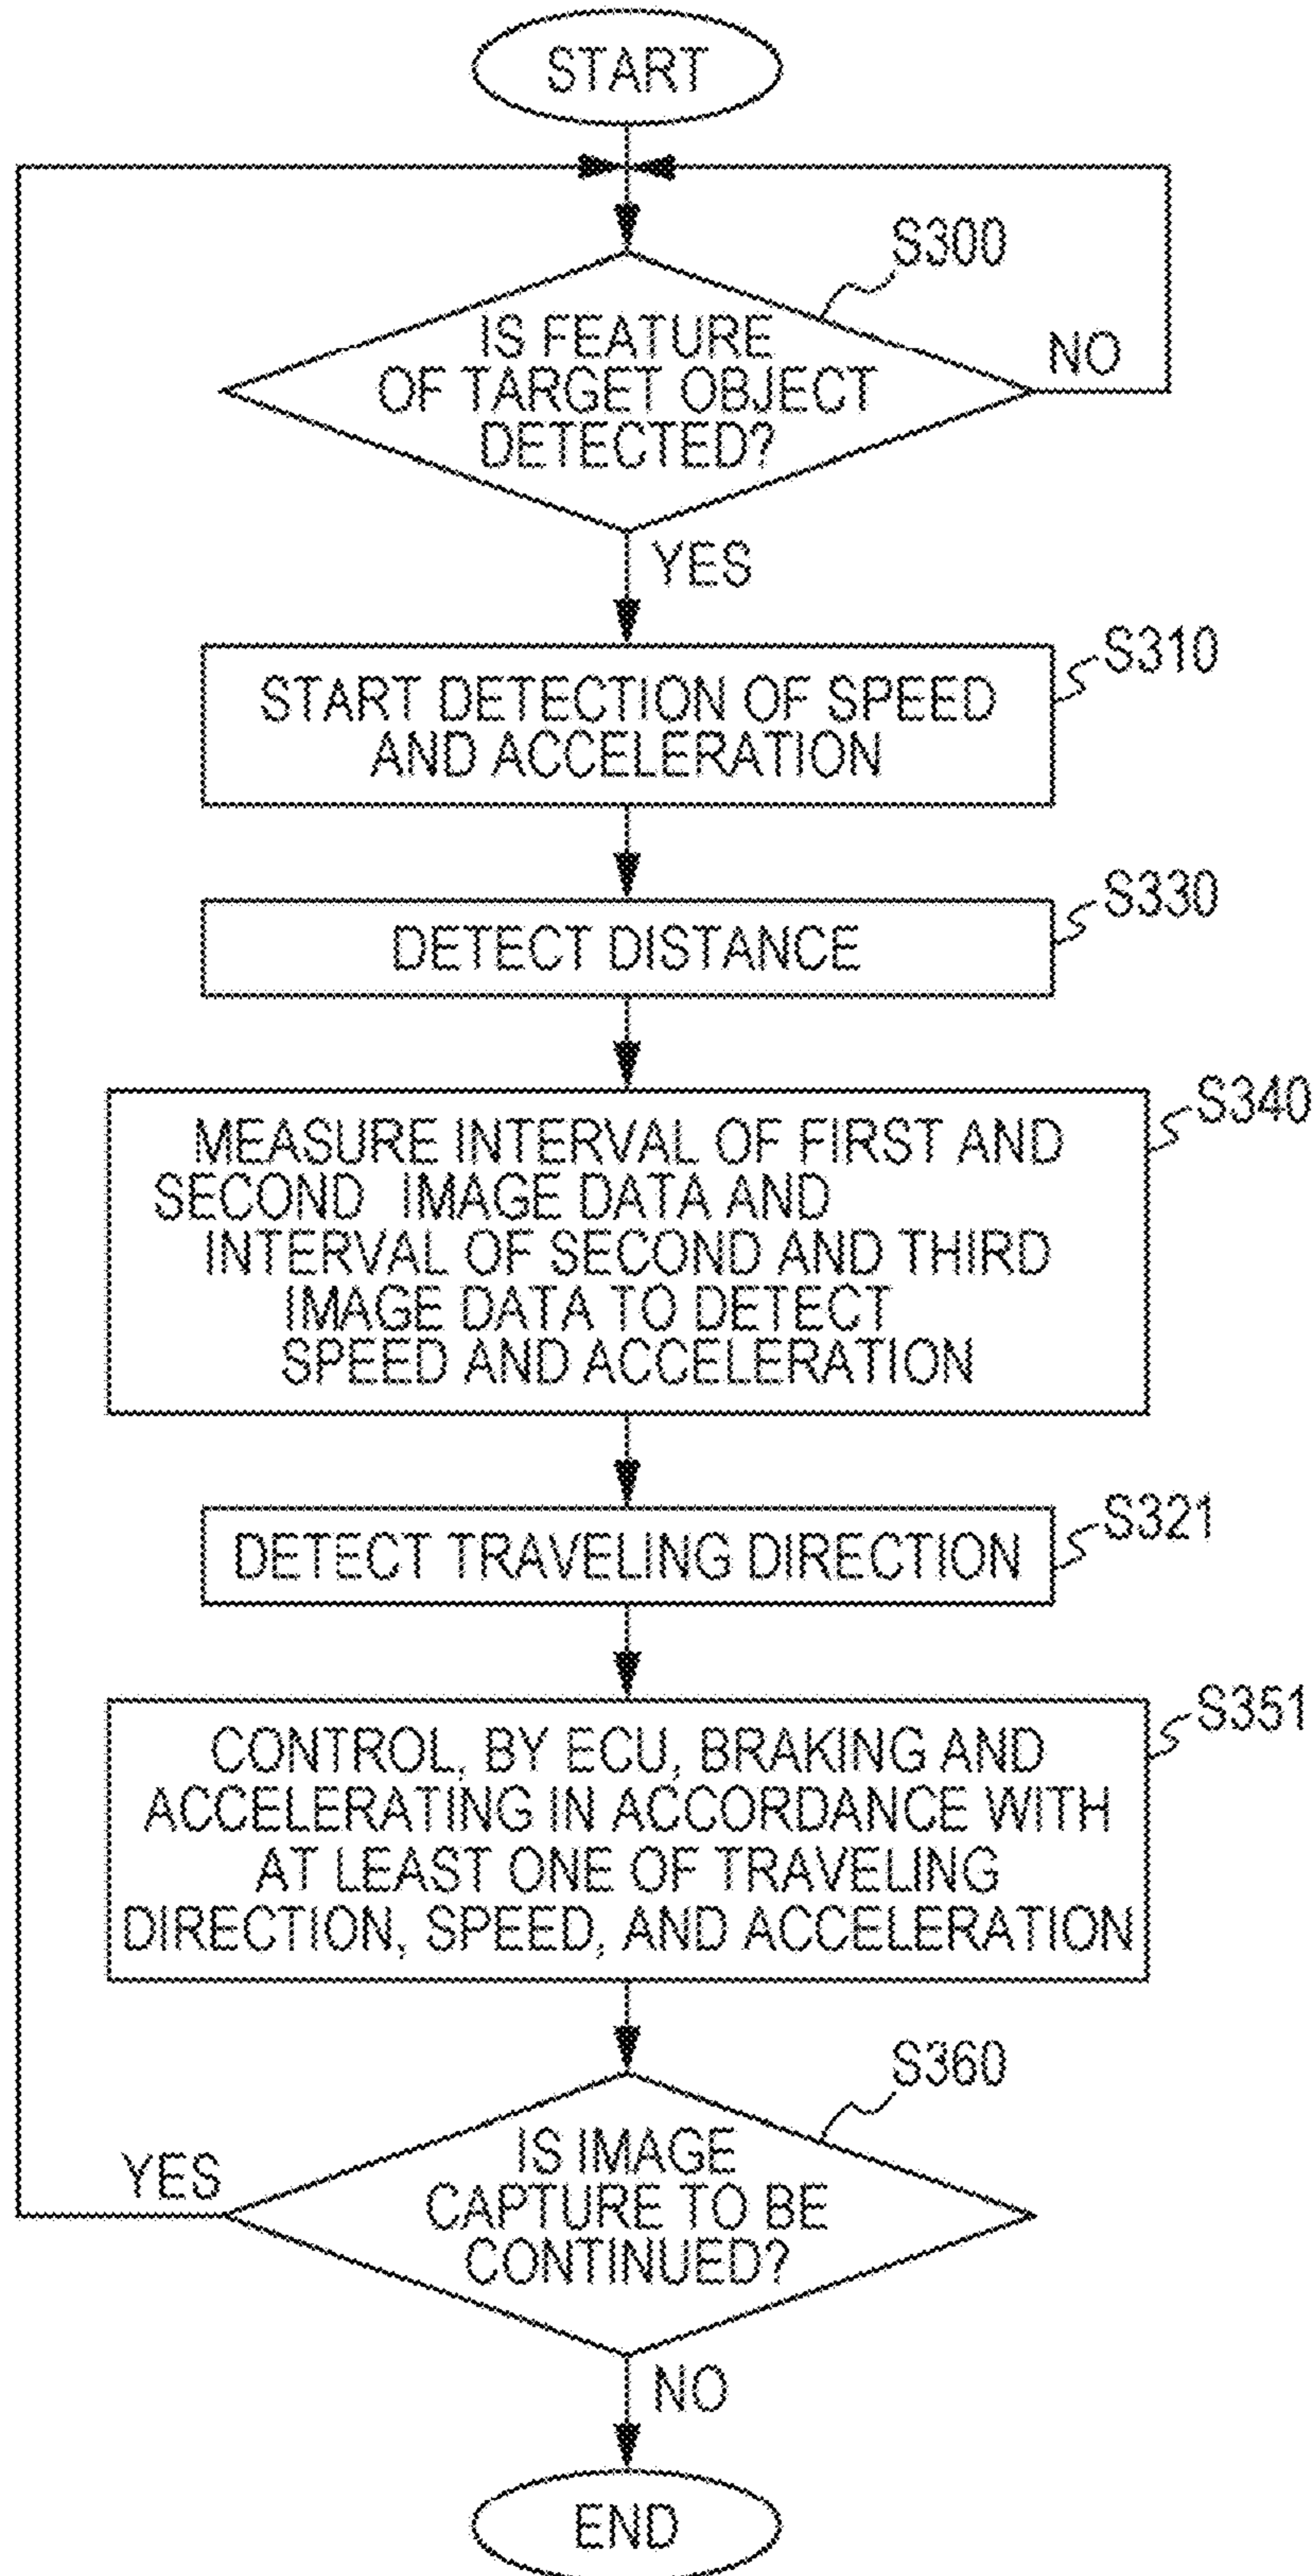 START
S300
IS FEATURE
OF TARGET OBJECT
DETECTED?
NO
YES
S310
START DETECTION OF SPEED
AND ACCELERATION
S330
DETECT DISTANCE
S340
MEASURE INTERVAL OF FIRST AND
SECOND IMAGE DATA AND
INTERVAL OF SECOND AND THIRD
IMAGE DATA TO DETECT
SPEED AND ACCELERATION
S321
DETECT TRAVELING DIRECTION
S351
CONTROL, BY ECU, BRAKING AND
ACCELERATING IN ACCORDANCE WITH
AT LEAST ONE OF TRAVELING
DIRECTION, SPEED, AND ACCELERATION
S360
IS IMAGE
CAPTURE TO BE
CONTINUED?
YES
NO
END